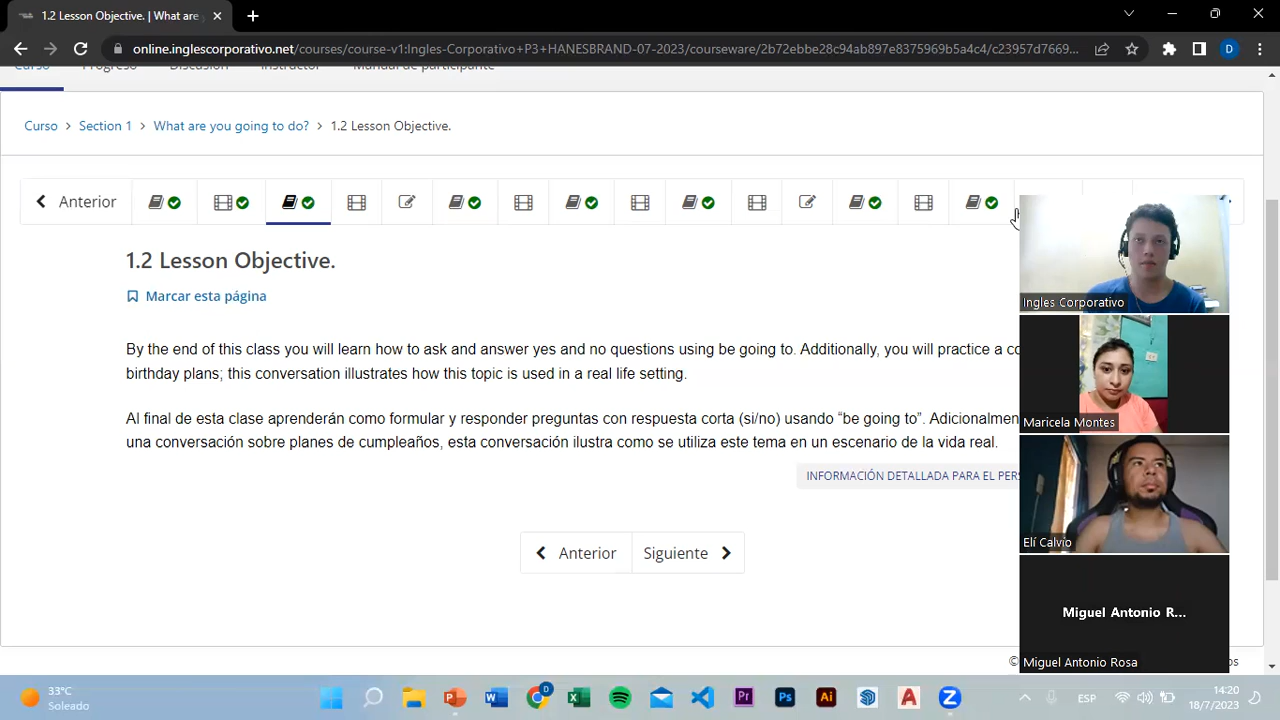 1.2 Lesson Objective. | What are
online.inglescorporativo.net/courses/course-v1:Ingles-Corporativo+P3+HANESBRAND-07-2023/courseware/2b72ebbe28c94ab897e8375969b5a4c4/c23957d7669...
D
Curso Progreso Discusión Instructor Manual de participante
Curso > Section 1 > What are you going to do? > 1.2 Lesson Objective.
Anterior
1.2 Lesson Objective.
Marcar esta página
By the end of this class you will learn how to ask and answer yes and no questions using be going to. Additionally, you will practice a
birthday plans; this conversation illustrates how this topic is used in a real life setting.
Al final de esta clase aprenderán como formular y responder preguntas con respuesta corta (si/no) usando “be going to”.
una conversación sobre planes de cumpleaños, esta conversación ilustra como se utiliza este tema en un escenario de la vida real.
INFORMACIÓN DETALLADA PARA EL
Anterior Siguiente
Ingles Corporativo
Maricela Montes
Elí Calvio
Miguel Antonio R...
Miguel Antonio Rosa
©
33°C
Soleado
D
ESP
14:20
18/7/2023